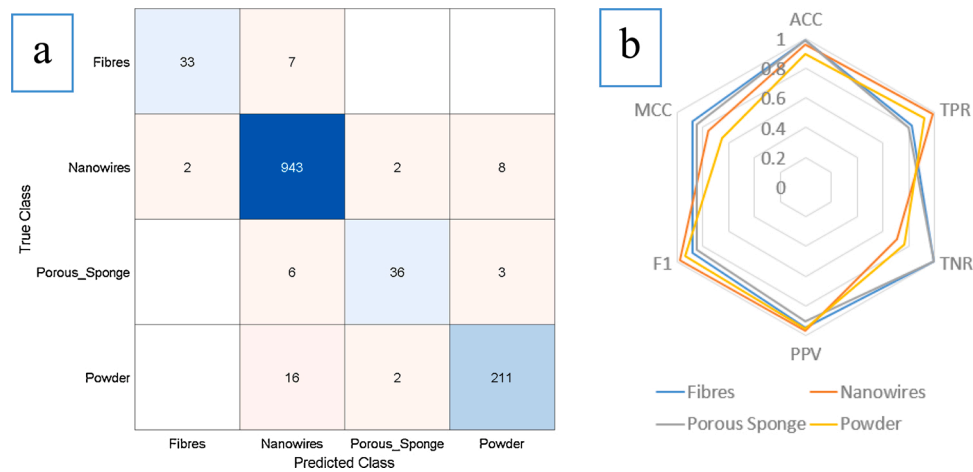 a
Fibres 33 7
Nanowires 2 943 2 8
Porous_Sponge 6 36 3
Powder 16 2 211
Fibres Nanowires Porous_Sponge Powder
Predicted Class
True Class
b
ACC
1
0.8
0.6
0.4
0.2
0
MCC TPR
F1 TNR
PPV
Fibres Nanowires
Porous Sponge Powder